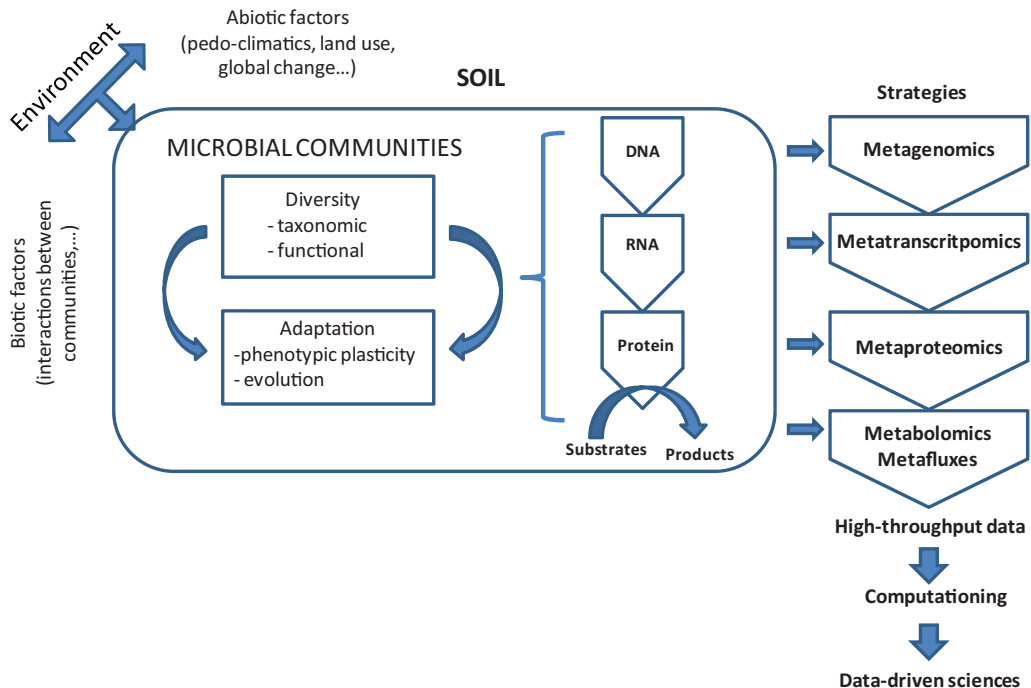 Environment
Abiotic factors
(pedo-climatics, land use,
global change...)
Biotic factors
(interactions between
communities,...)
SOIL
MICROBIAL COMMUNITIES
Diversity
- taxonomic
- functional
Adaptation
-phenotypic plasticity
- evolution
DNA
RNA
Protein
Substrates
Products
Strategies
Metagenomics
Metatranscritpomics
Metaproteomics
Metabolomics
Metafluxes
High-throughput data
Computationing
Data-driven sciences